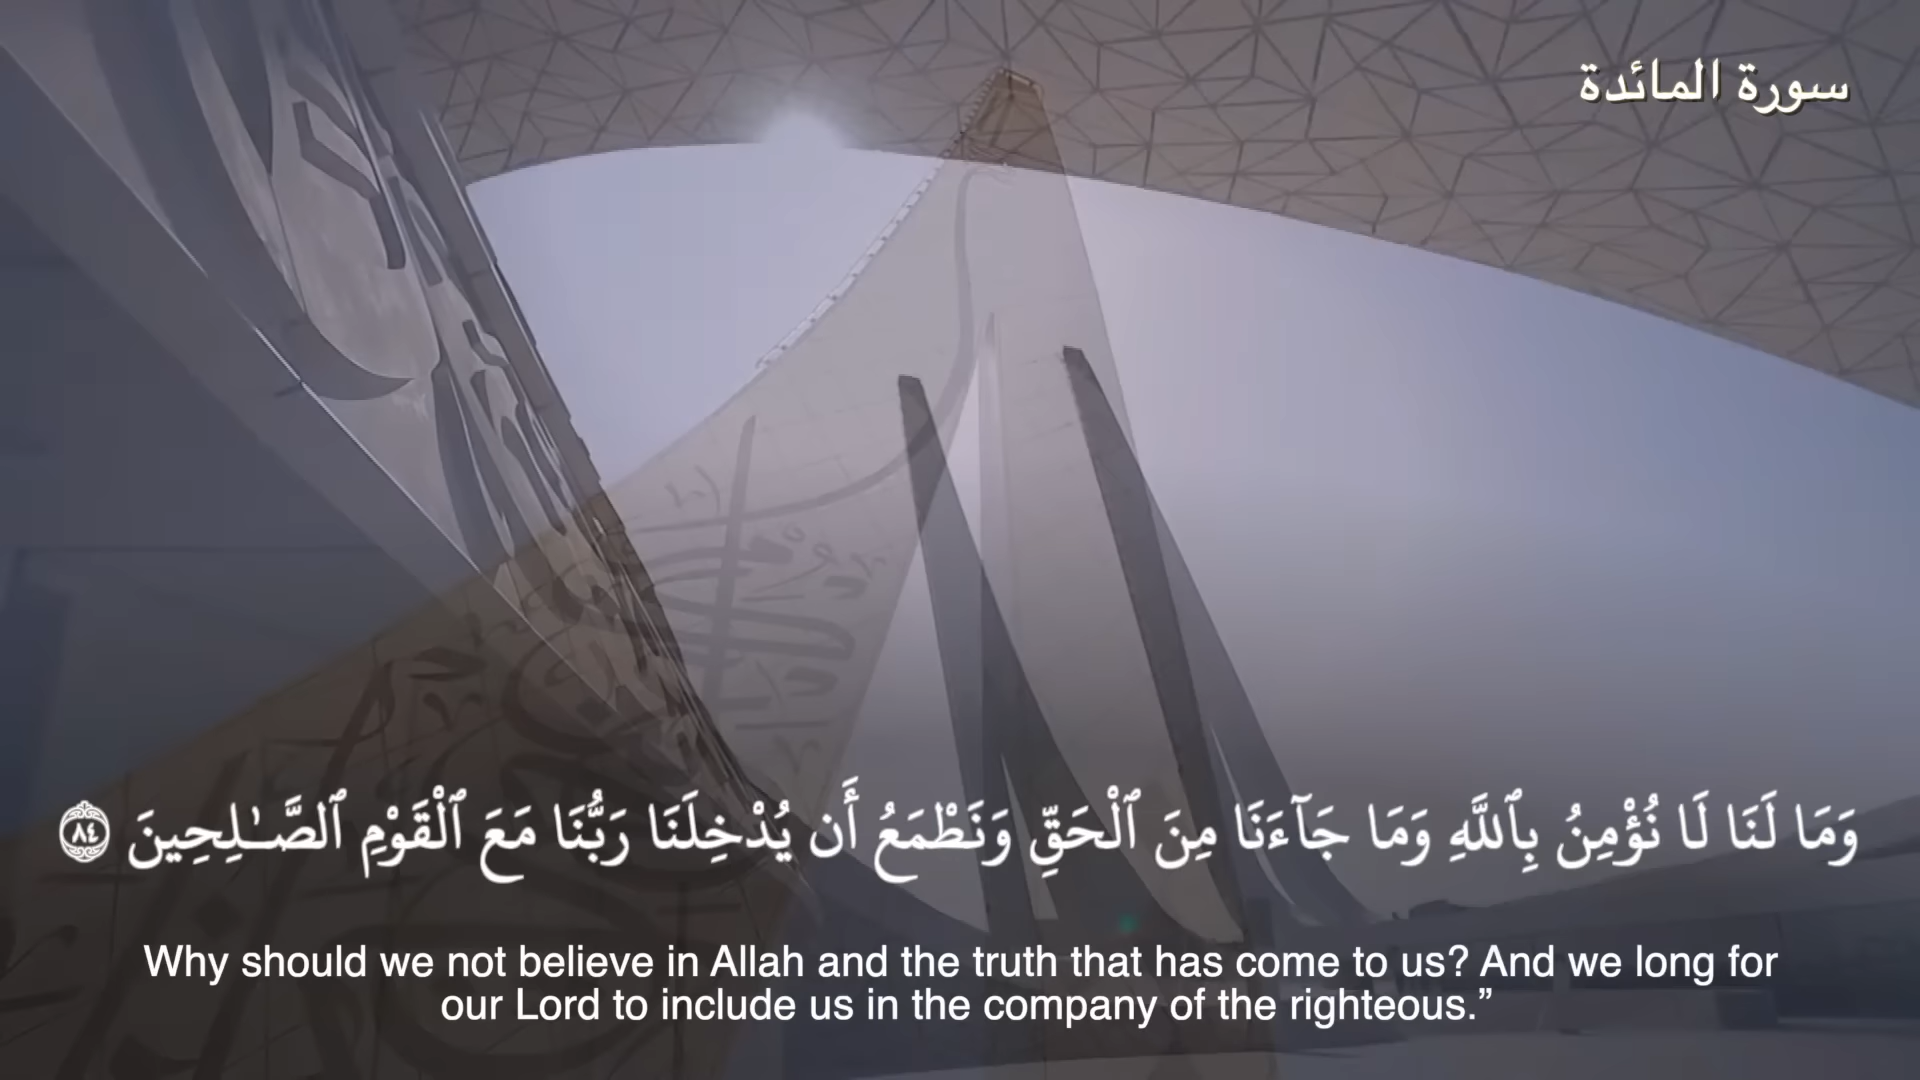 سورة المائدة
وَمَا لَنَا لَا نُؤْمِنُ بِٱللَّهِ وَمَا جَآءَنَا مِنَ ٱلْحَقِّ وَنَطْمَعُ أَن يُدْخِلَنَا رَبُّنَا مَعَ ٱلْقَوْمِ ٱلصَّـٰلِحِينَ ٨٤
Why should we not believe in Allah and the truth that has come to us? And we long for
our Lord to include us in the company of the righteous.”